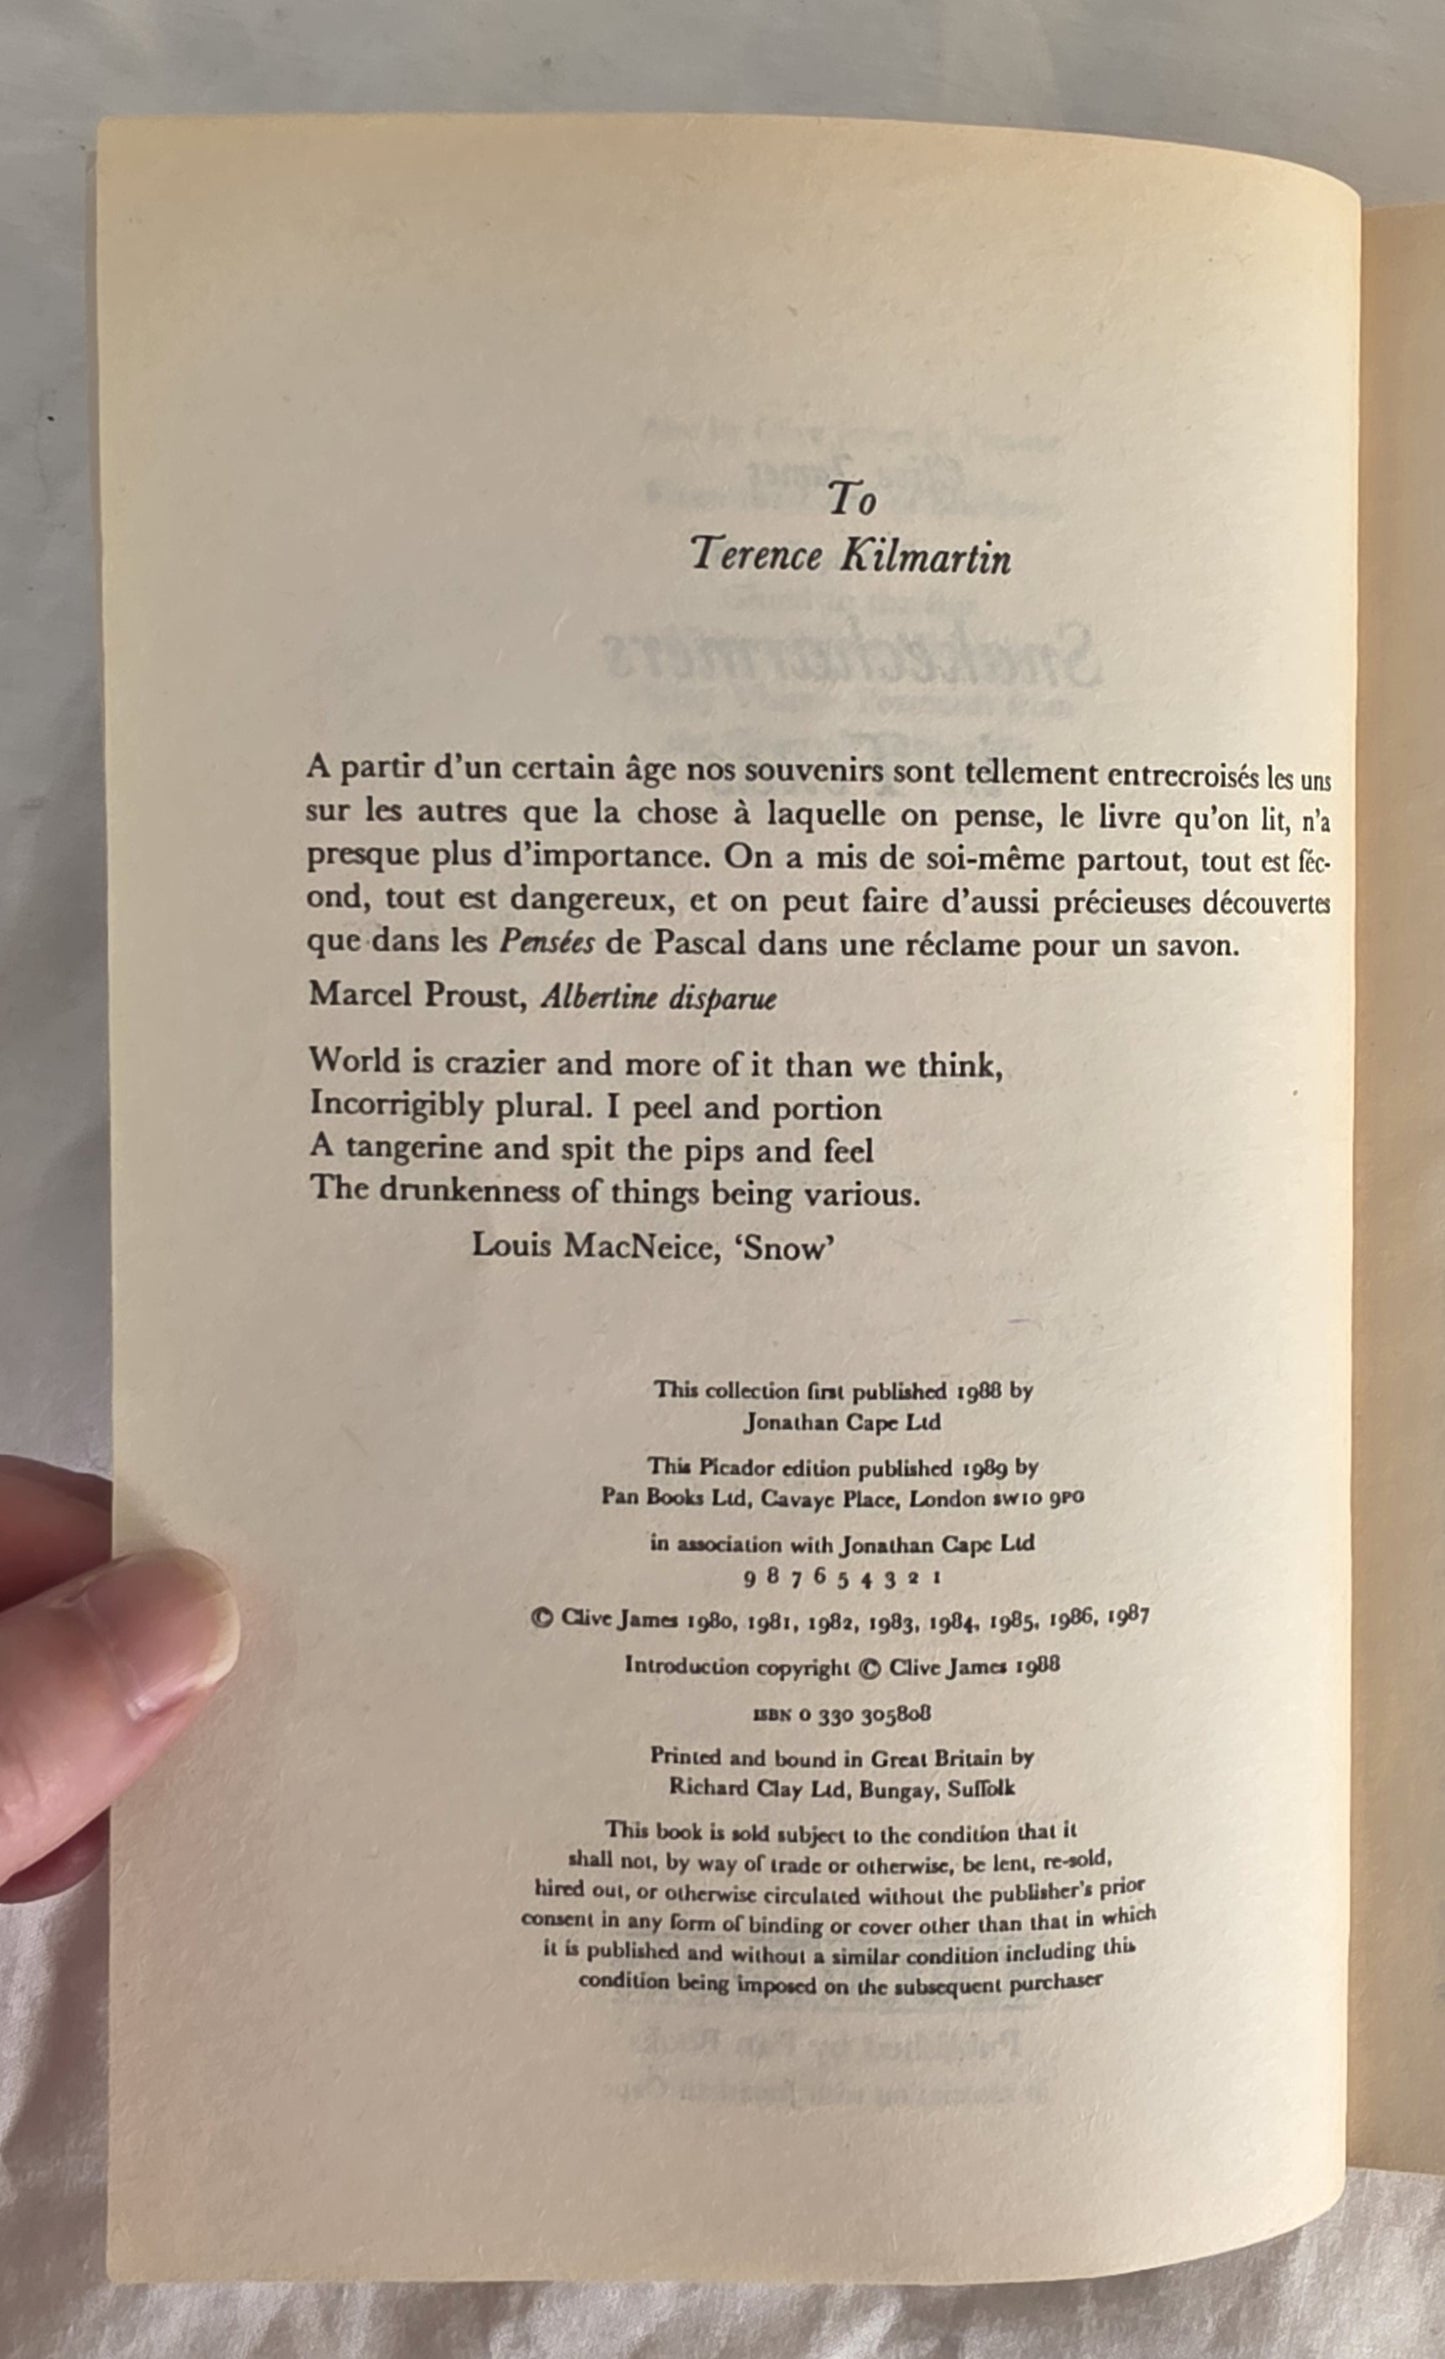 To
Terence Kilmartin
A partir d'un certain âge nos souvenirs sont tellement entrecroisés les uns
sur les autres que la chose à laquelle on pense, le livre qu'on lit, n'a
presque plus d'importance. On a mis de soi-même partout, tout est féc-
ond, tout est dangereux, et on peut faire d'aussi précieuses découvertes
que dans les Pensées de Pascal dans une réclame pour un savon.
Marcel Proust, Albertine disparue
World is crazier and more of it than we think,
Incorrigibly plural. I peel and portion
A tangerine and spit the pips and feel
The drunkenness of things being various.
Louis MacNeice, ‘Snow’
This collection first published 1988 by
Jonathan Cape Ltd
This Picador edition published 1989 by
Pan Books Ltd, Cavaye Place, London SW10 9PG
in association with Jonathan Cape Ltd
9 8 7 6 5 4 3 2 1
© Clive James 1980, 1981, 1982, 1983, 1984, 1985, 1986, 1987
Introduction copyright © Clive James 1988
ISBN 0 330 305808
Printed and bound in Great Britain by
Richard Clay Ltd, Bungay, Suffolk
This book is sold subject to the condition that it
shall not, by way of trade or otherwise, be lent, re-sold,
hired out, or otherwise circulated without the publisher's prior
consent in any form of binding or cover other than that in which
it is published and without a similar condition including this
condition being imposed on the subsequent purchaser